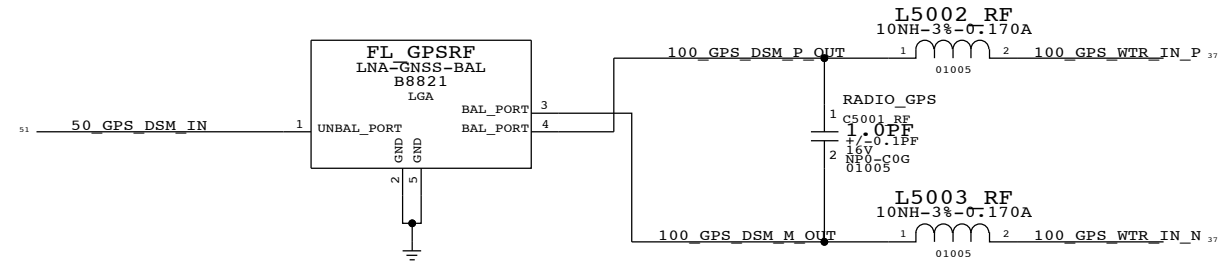 L5002_RF
10NH-3%-0.170A
100_GPS_DSM_P_OUT
1
2
100_GPS_WTR_IN_P
37
01005
FL_GPSRF
LNA-GNSS-BAL
B8821
LGA
BAL_PORT
3
BAL_PORT
4
51
50_GPS_DSM_IN
1
UNBAL_PORT
GND
GND
2
5
RADIO_GPS
1
C5001_RF
1.0PF
+/-0.1PF
16V
2
NP0-C0G
01005
L5003_RF
10NH-3%-0.170A
100_GPS_DSM_M_OUT
1
2
100_GPS_WTR_IN_N
37
01005